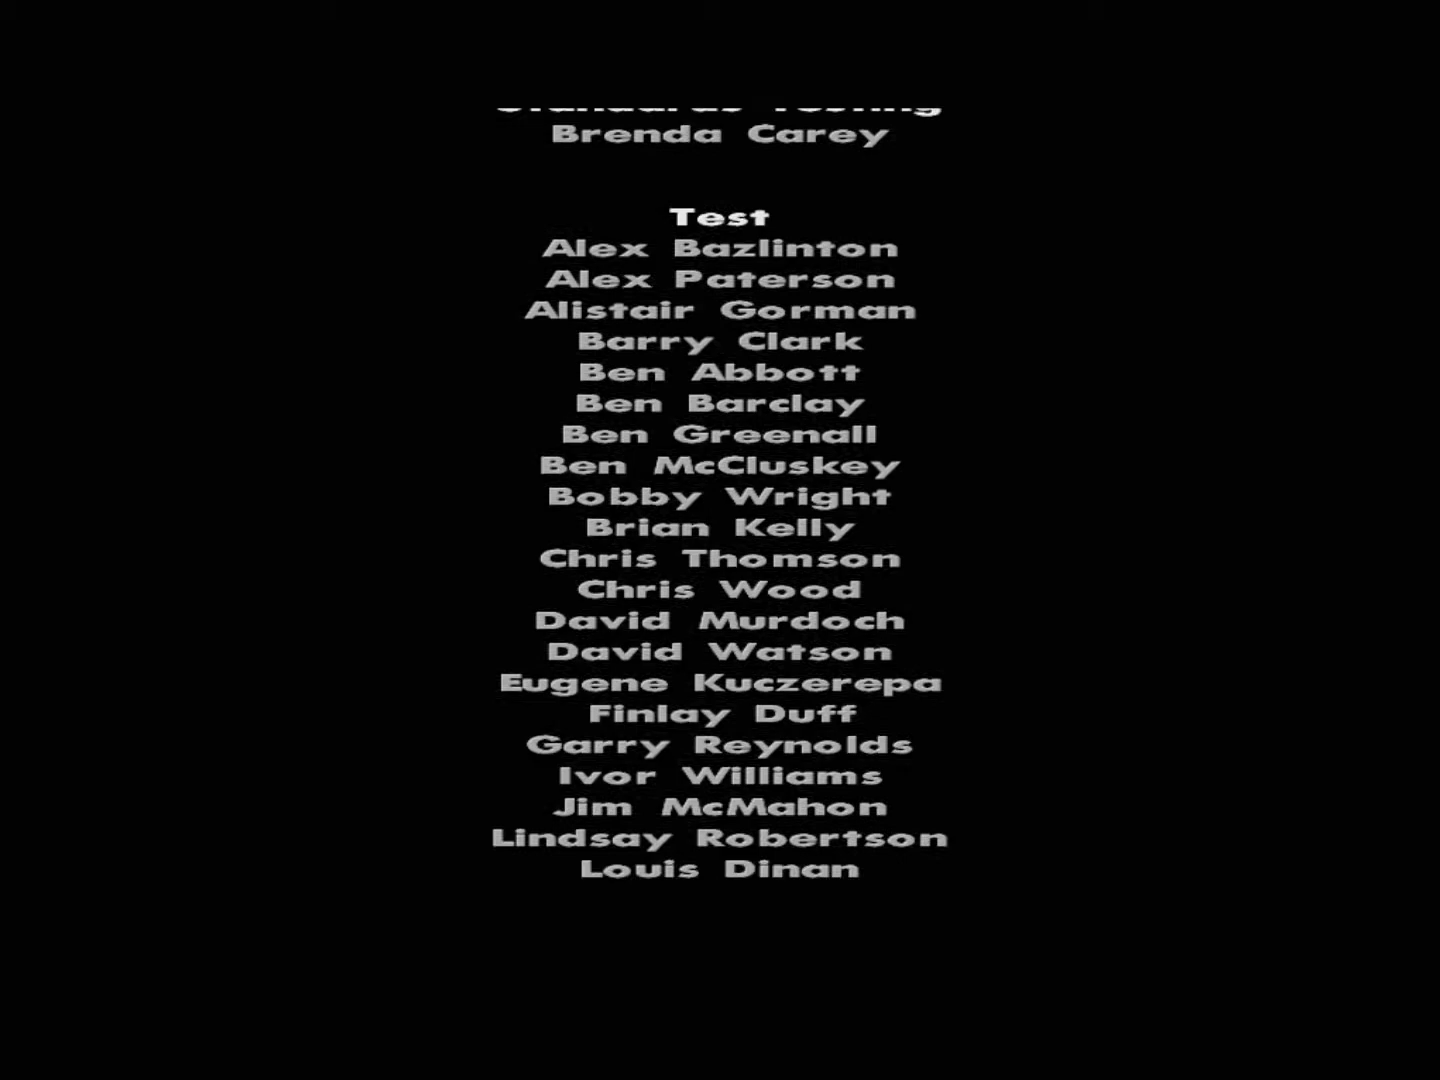 Standards Testing
Brenda Carey
Test
Alex Bazlinton
Alex Paterson
Alistair Gorman
Barry Clark
Ben Abbott
Ben Barclay
Ben Greenall
Ben McCluskey
Bobby Wright
Brian Kelly
Chris Thomson
Chris Wood
David Murdoch
David Watson
Eugene Kuczerepa
Finlay Duff
Garry Reynolds
Ivor Williams
Jim McMahon
Lindsay Robertson
Louis Dinan